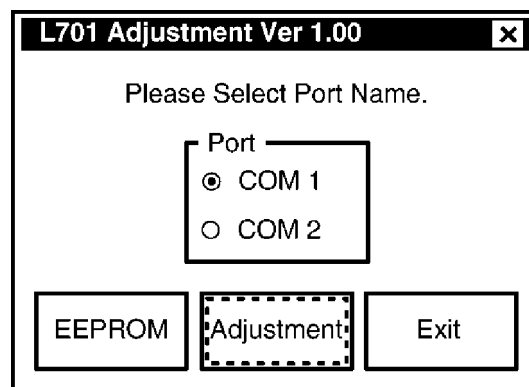 L701 Adjustment Ver 1.00
Please Select Port Name.
Port
COM 1
COM 2
EEPROM Adjustment Exit